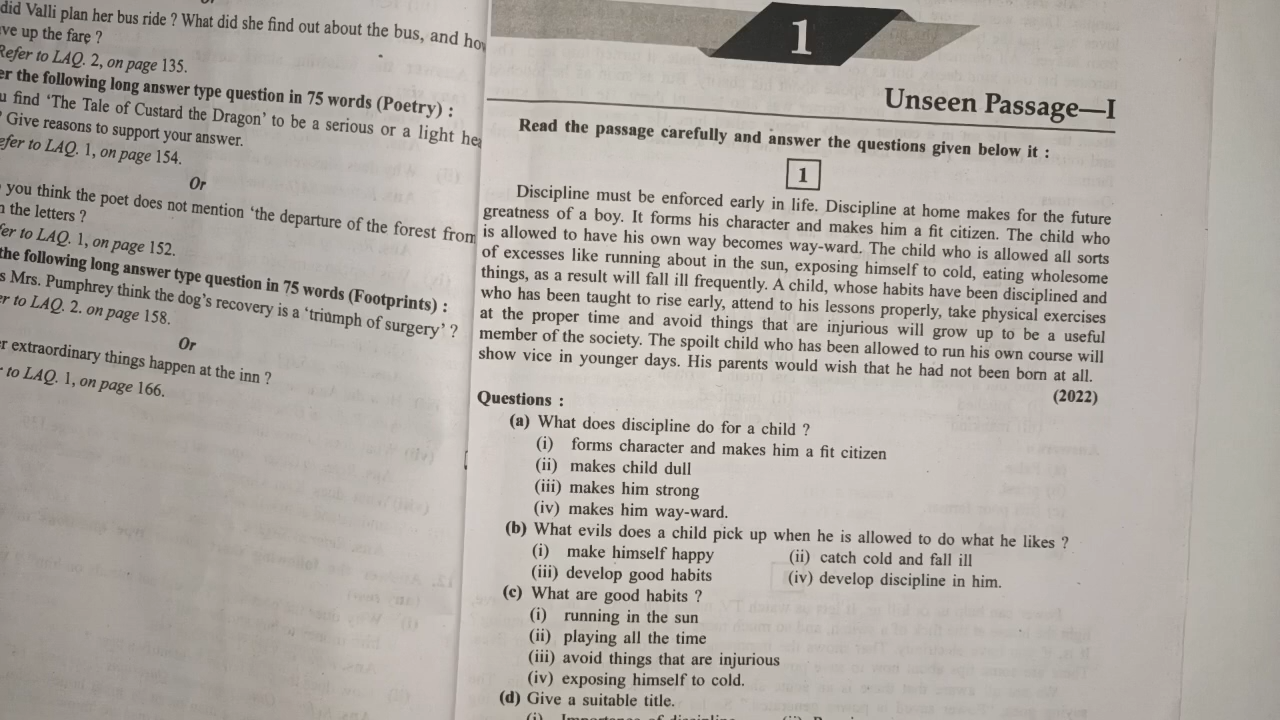 did Valli plan her bus ride ? What did she find out about the bus, and how
ve up the fare ?
Refer to LAQ. 2, on page 135.
er the following long answer type question in 75 words (Poetry) :
u find 'The Tale of Custard the Dragon' to be a serious or a light hea
? Give reasons to support your answer.
efer to LAQ. 1, on page 154.
Or
you think the poet does not mention 'the departure of the forest from
n the letters ?
fer to LAQ. 1, on page 152.
the following long answer type question in 75 words (Footprints) :
s Mrs. Pumphrey think the dog's recovery is a 'triumph of surgery' ?
er to LAQ. 2. on page 158.
Or
r extraordinary things happen at the inn ?
to LAQ. 1, on page 166.
1
Unseen Passage—I
Read the passage carefully and answer the questions given below it :
1
Discipline must be enforced early in life. Discipline at home makes for the future
greatness of a boy. It forms his character and makes him a fit citizen. The child who
is allowed to have his own way becomes way-ward. The child who is allowed all sorts
of excesses like running about in the sun, exposing himself to cold, eating wholesome
things, as a result will fall ill frequently. A child, whose habits have been disciplined and
who has been taught to rise early, attend to his lessons properly, take physical exercises
at the proper time and avoid things that are injurious will grow up to be a useful
member of the society. The spoilt child who has been allowed to run his own course will
show vice in younger days. His parents would wish that he had not been born at all.
(2022)
Questions :
(a) What does discipline do for a child ?
(i) forms character and makes him a fit citizen
(ii) makes child dull
(iii) makes him strong
(iv) makes him way-ward.
(b) What evils does a child pick up when he is allowed to do what he likes ?
(i) make himself happy (ii) catch cold and fall ill
(iii) develop good habits (iv) develop discipline in him.
(c) What are good habits ?
(i) running in the sun
(ii) playing all the time
(iii) avoid things that are injurious
(iv) exposing himself to cold.
(d) Give a suitable title.
(i) Importance of discipline